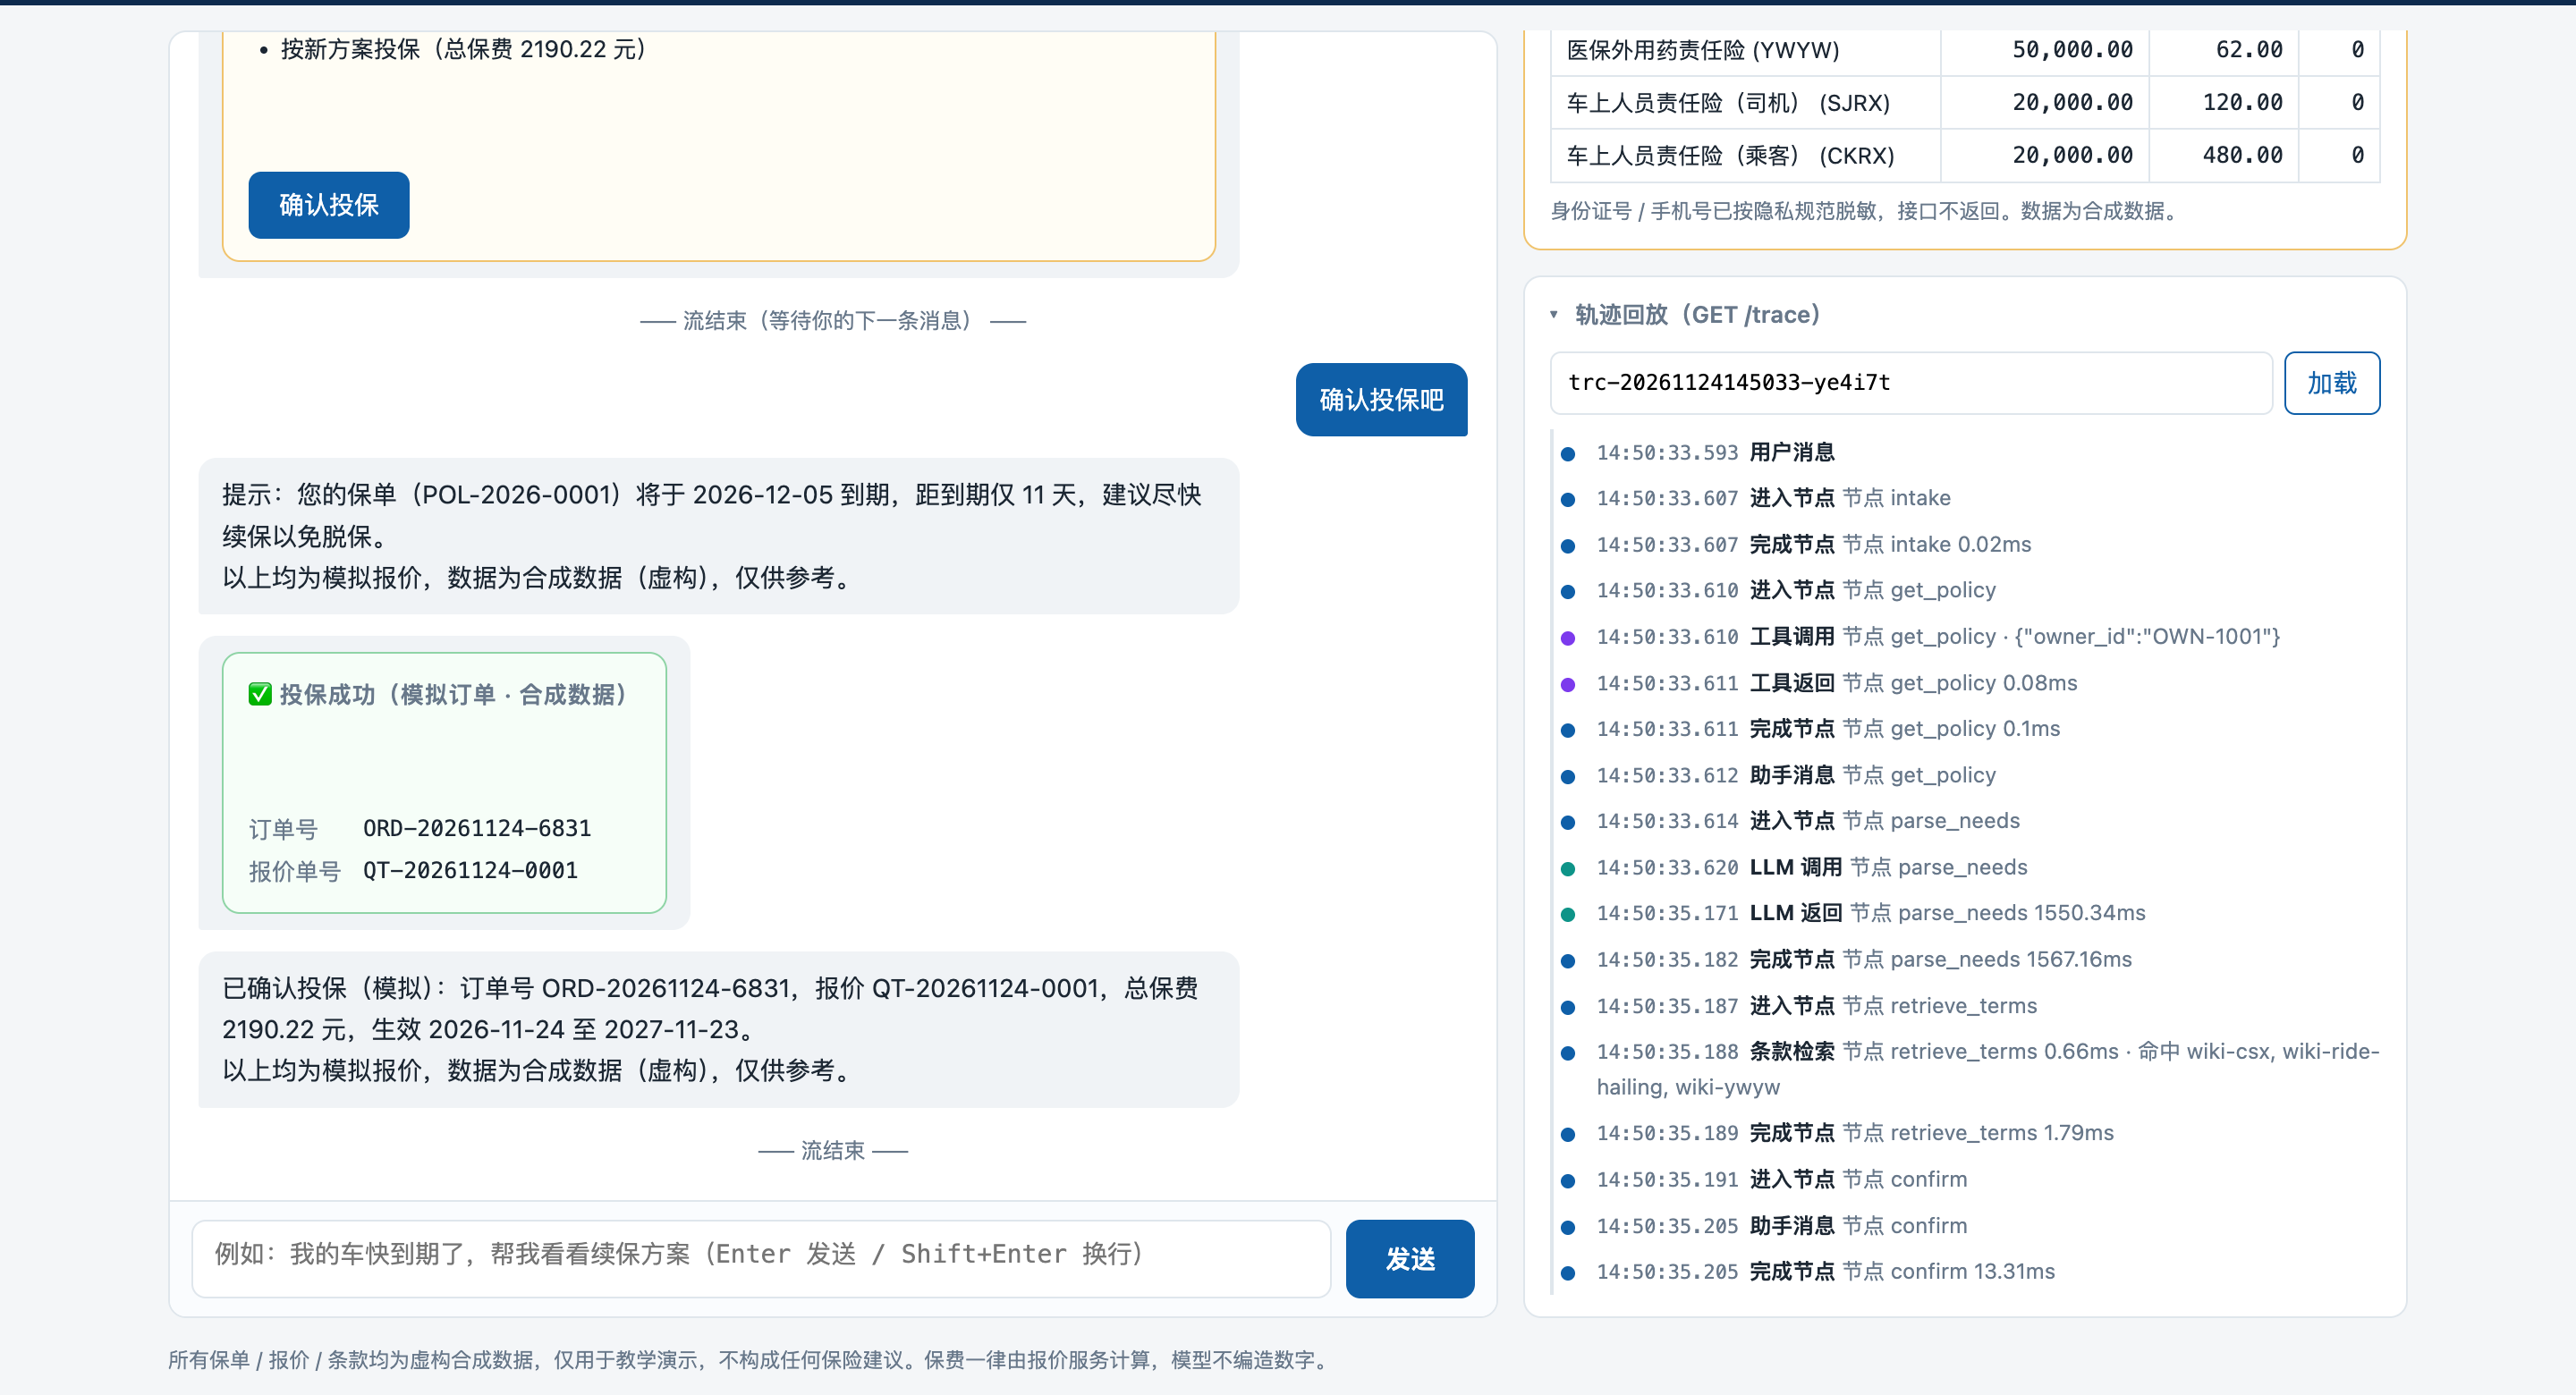 • 按新方案投保（总保费 2190.22 元）
确认投保
—— 流结束（等待你的下一条消息） ——
确认投保吧
提示：您的保单（POL-2026-0001）将于 2026-12-05 到期，距到期仅 11 天，建议尽快
续保以免脱保。
以上均为模拟报价，数据为合成数据（虚构），仅供参考。
✅ 投保成功（模拟订单 · 合成数据）
订单号 ORD-20261124-6831
报价单号 QT-20261124-0001
已确认投保（模拟）：订单号 ORD-20261124-6831，报价 QT-20261124-0001，总保费
2190.22 元，生效 2026-11-24 至 2027-11-23。
以上均为模拟报价，数据为合成数据（虚构），仅供参考。
—— 流结束 ——
例如：我的车快到期了，帮我看看续保方案（Enter 发送 / Shift+Enter 换行）
发送
医保外用药责任险 (YWYW) 50,000.00 62.00 0
车上人员责任险（司机） (SJRX) 20,000.00 120.00 0
车上人员责任险（乘客） (CKRX) 20,000.00 480.00 0
身份证号 / 手机号已按隐私规范脱敏，接口不返回。数据为合成数据。
▾ 轨迹回放（GET /trace）
trc-20261124145033-ye4i7t
加载
14:50:33.593 用户消息
14:50:33.607 进入节点 节点 intake
14:50:33.607 完成节点 节点 intake 0.02ms
14:50:33.610 进入节点 节点 get_policy
14:50:33.610 工具调用 节点 get_policy · {"owner_id":"OWN-1001"}
14:50:33.611 工具返回 节点 get_policy 0.08ms
14:50:33.611 完成节点 节点 get_policy 0.1ms
14:50:33.612 助手消息 节点 get_policy
14:50:33.614 进入节点 节点 parse_needs
14:50:33.620 LLM 调用 节点 parse_needs
14:50:35.171 LLM 返回 节点 parse_needs 1550.34ms
14:50:35.182 完成节点 节点 parse_needs 1567.16ms
14:50:35.187 进入节点 节点 retrieve_terms
14:50:35.188 条款检索 节点 retrieve_terms 0.66ms · 命中 wiki-csx, wiki-ride-
hailing, wiki-ywyw
14:50:35.189 完成节点 节点 retrieve_terms 1.79ms
14:50:35.191 进入节点 节点 confirm
14:50:35.205 助手消息 节点 confirm
14:50:35.205 完成节点 节点 confirm 13.31ms
所有保单 / 报价 / 条款均为虚构合成数据，仅用于教学演示，不构成任何保险建议。保费一律由报价服务计算，模型不编造数字。